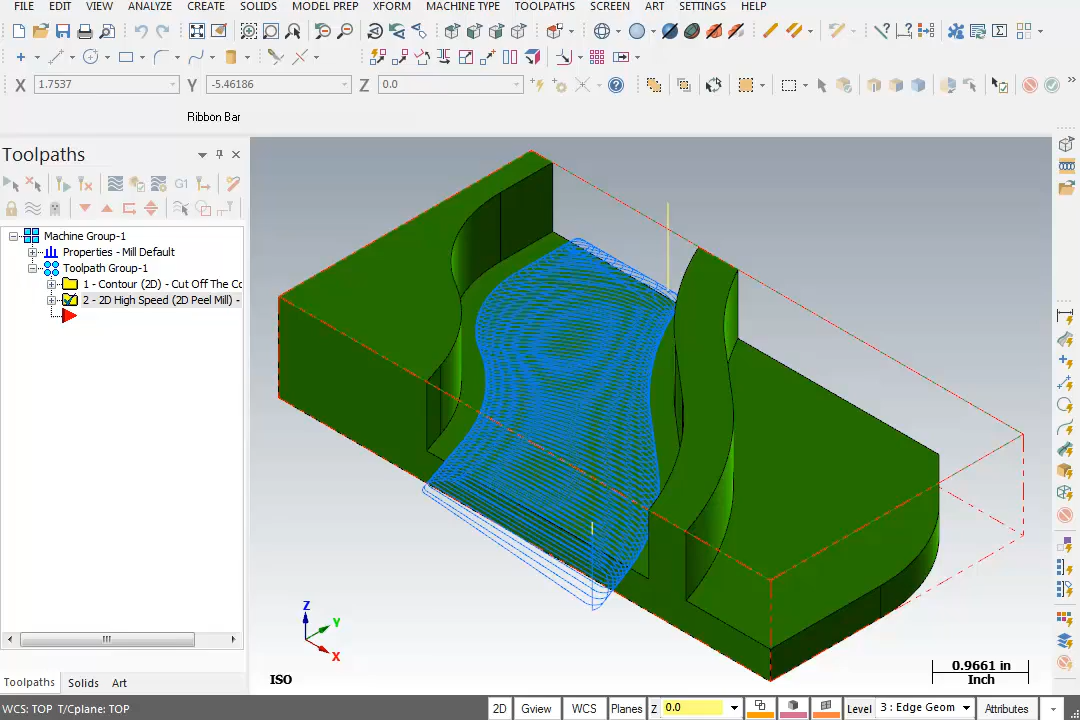 FILE EDIT VIEW ANALYZE CREATE SOLIDS MODEL PREP XFORM MACHINE TYPE TOOLPATHS SCREEN ART SETTINGS HELP
X 1.7537 Y -5.46186 Z 0.0
Ribbon Bar
Toolpaths
G1
Machine Group-1
Properties - Mill Default
Toolpath Group-1
1 - Contour (2D) - Cut Off The Co
2 - 2D High Speed (2D Peel Mill) -
Z
Y
X
ISO
0.9661 in
Inch
Toolpaths Solids Art
WCS: TOP T/Cplane: TOP 2D Gview WCS Planes Z 0.0 Level 3 : Edge Geom Attributes